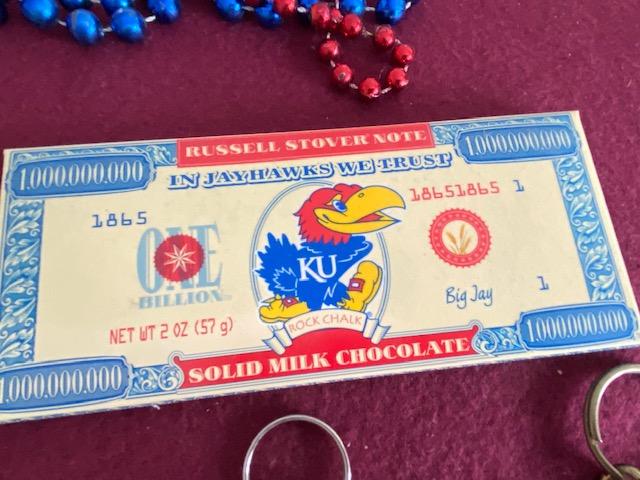 RUSSELL STOVER NOTE
1.000.000.000
1.000.000.000
IN JAYHAWKS WE TRUST
1865
18651865 1
ONE
BILLION
KU
Big Jay
1
ROCK CHALK
NET WT 2 OZ (57 g)
SOLID MILK CHOCOLATE
1.000.000.000
1.000.000.000